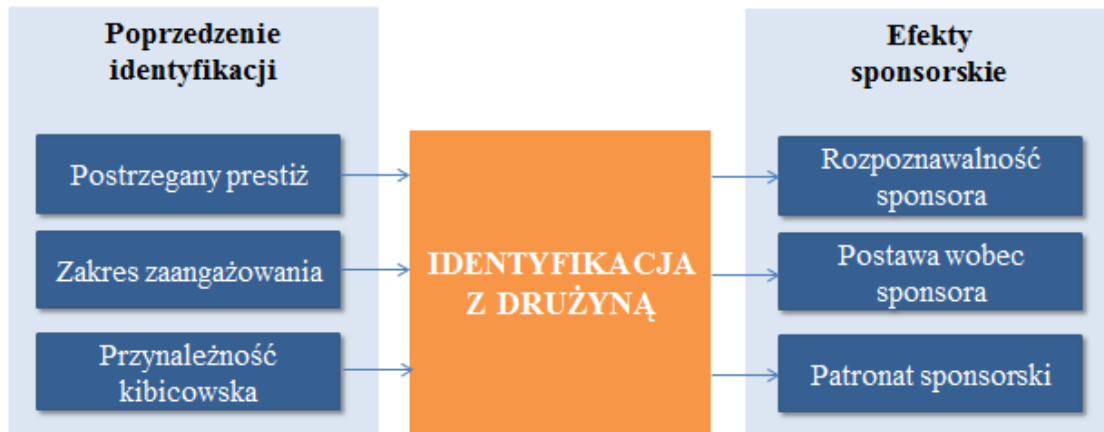 Poprzedzenie
identyfikacji
Postrzegany prestiż
Zakres zaangażowania
Przynależność
kibicowska
IDENTYFIKACJA
Z DRUŻYNĄ
Efekty
sponsorskie
Rozpoznawalność
sponsora
Postawa wobec
sponsora
Patronat sponsorski